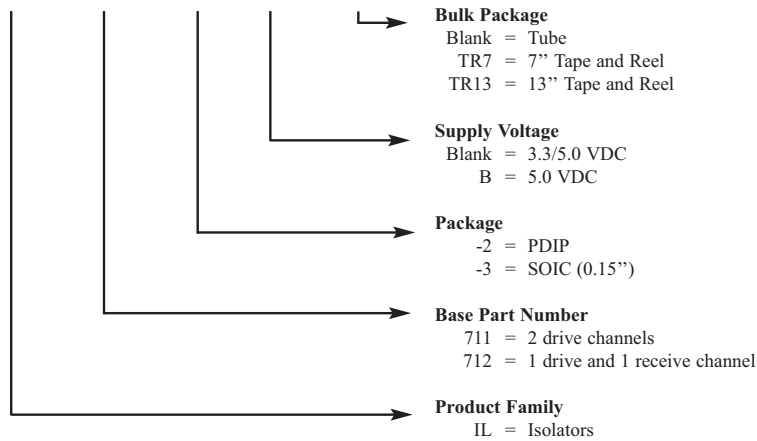 Bulk Package
Blank = Tube
TR7 = 7’’ Tape and Reel
TR13 = 13’’ Tape and Reel
Supply Voltage
Blank = 3.3/5.0 VDC
B = 5.0 VDC
Package
-2 = PDIP
-3 = SOIC (0.15’’)
Base Part Number
711 = 2 drive channels
712 = 1 drive and 1 receive channel
Product Family
IL = Isolators